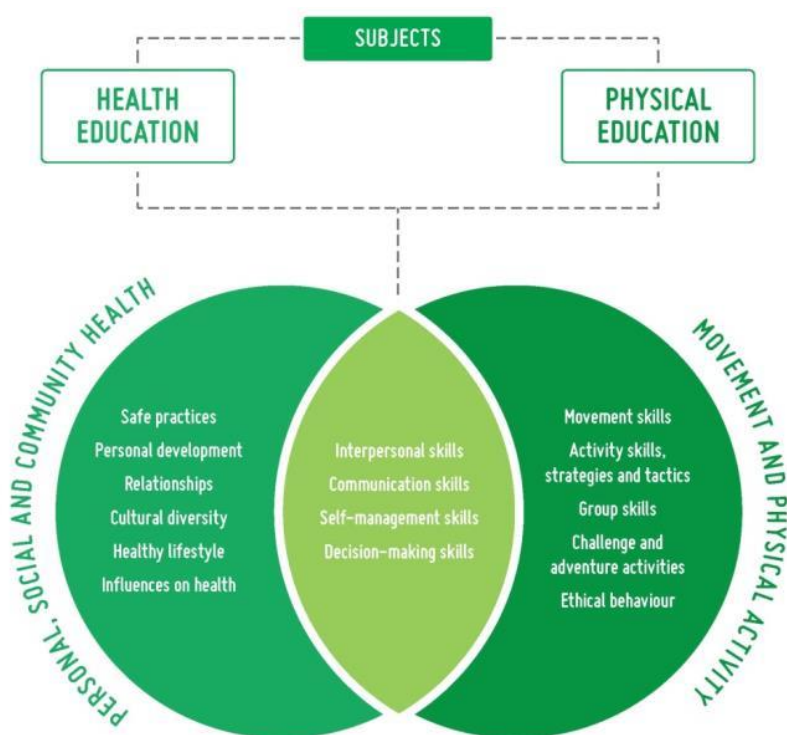 SUBJECTS
HEALTH
EDUCATION
PHYSICAL
EDUCATION
PERSONAL, SOCIAL AND COMMUNITY HEALTH
Safe practices
Personal development
Relationships
Cultural diversity
Healthy lifestyle
Influences on health
Interpersonal skills
Communication skills
Self-management skills
Decision-making skills
Movement skills
Activity skills,
strategies and tactics
Group skills
Challenge and
adventure activities
Ethical behaviour
MOVEMENT AND PHYSICAL ACTIVITY